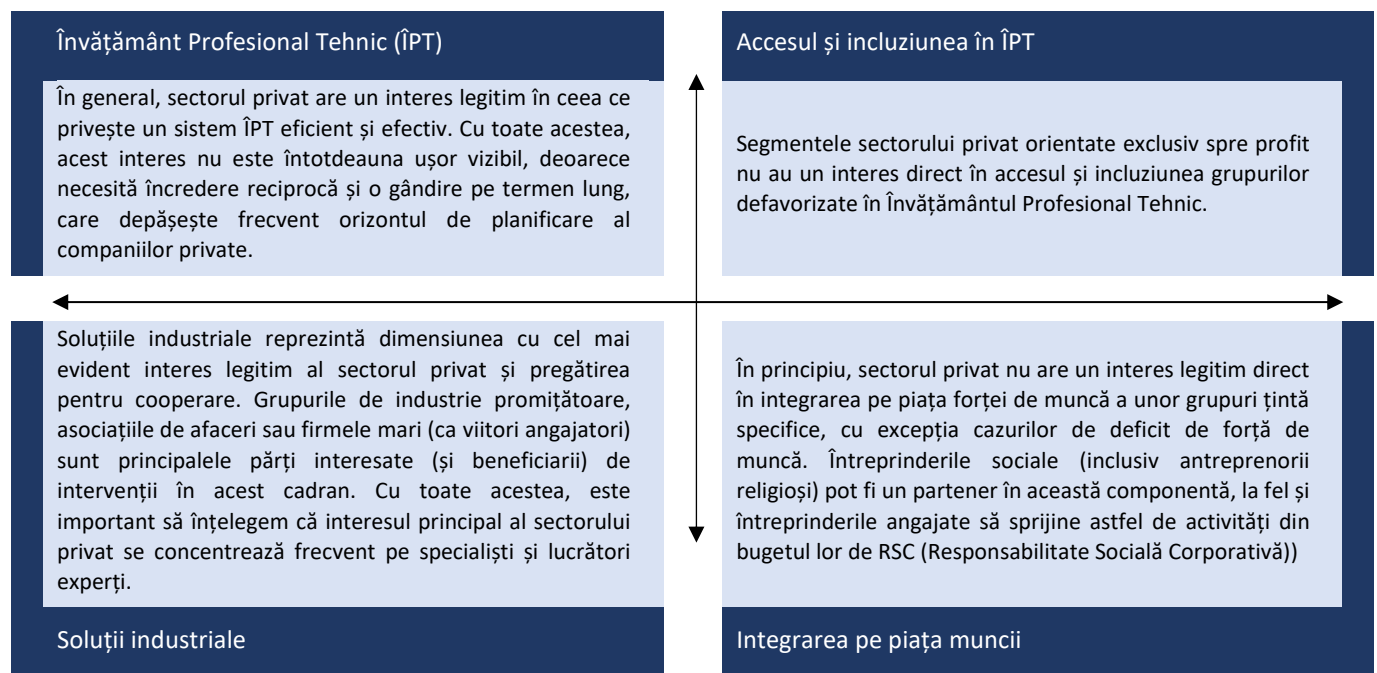 Învățământ Profesional Tehnic (ÎPT)
În general, sectorul privat are un interes legitim în ceea ce
privește un sistem ÎPT eficient și efectiv. Cu toate acestea,
acest interes nu este întotdeauna ușor vizibil, deoarece
necesită încredere reciprocă și o gândire pe termen lung,
care depășește frecvent orizontul de planificare al
companiilor private.
Accesul și incluziunea în ÎPT
Segmentele sectorului privat orientate exclusiv spre profit
nu au un interes direct în accesul și incluziunea grupurilor
defavorizate în Învățământul Profesional Tehnic.
Soluțiile industriale reprezintă dimensiunea cu cel mai
evident interes legitim al sectorul privat și pregătirea
pentru cooperare. Grupurile de industrie promițătoare,
asociațiile de afaceri sau firmele mari (ca viitori angajatori)
sunt principalele părți interesate (și beneficiarii) de
intervenții în acest cadran. Cu toate acestea, este
important să înțelegem că interesul principal al sectorului
privat se concentrează frecvent pe specialiști și lucrători
experți.
Soluții industriale
În principiu, sectorul privat nu are un interes legitim direct
în integrarea pe piața forței de muncă a unor grupuri țintă
specifice, cu excepția cazurilor de deficit de forță de
muncă. Întreprinderile sociale (inclusiv antreprenorii
religioși) pot fi un partener în această componentă, la fel și
întreprinderile angajate să sprijine astfel de activități din
bugetul lor de RSC (Responsabilitate Socială Corporativă))
Integrarea pe piața muncii